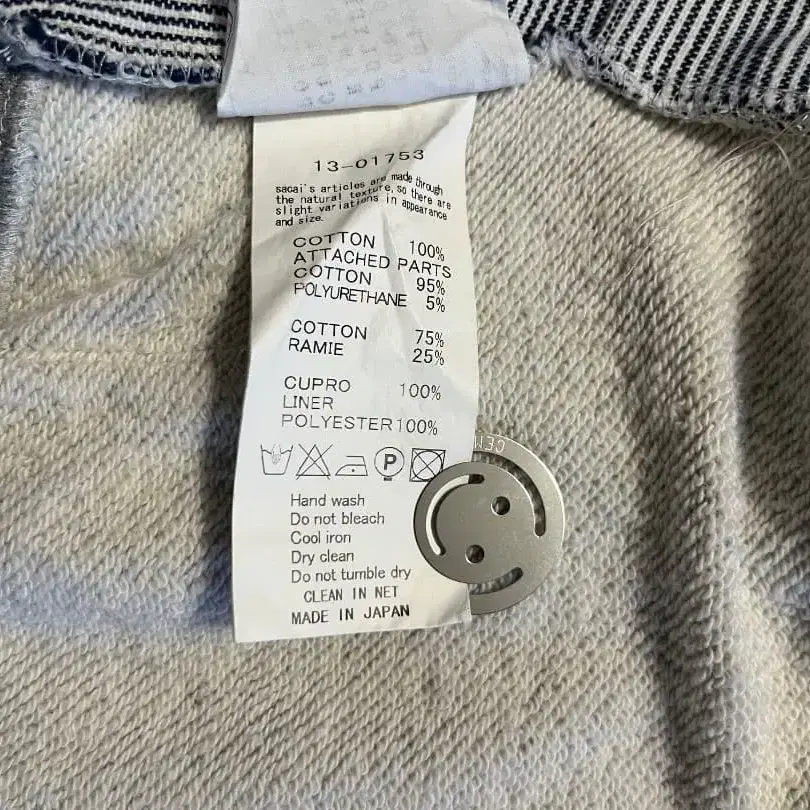 13-01753
sacai's articles are made through
the natural texture, so there are
slight variations in appearance
and size.
COTTON 100%
ATTACHED PARTS
COTTON 95%
POLYURETHANE 5%
COTTON 75%
RAMIE 25%
CUPRO 100%
LINER
POLYESTER 100%
P
Hand wash
Do not bleach
Cool iron
Dry clean
Do not tumble dry
CLEAN IN NET
MADE IN JAPAN